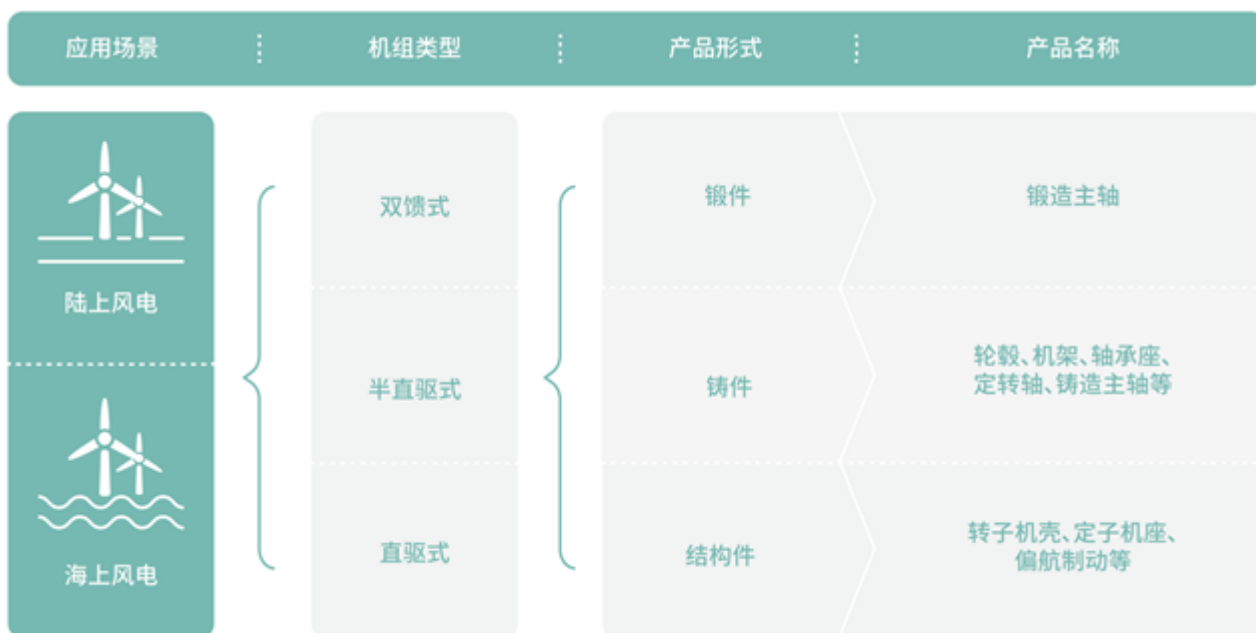 应用场景
机组类型
产品形式
产品名称
陆上风电
海上风电
双馈式
半直驱式
直驱式
锻件
锻造主轴
铸件
轮毂、机架、轴承座、
定转轴、铸造主轴等
结构件
转子机壳、定子机座、
偏航制动等